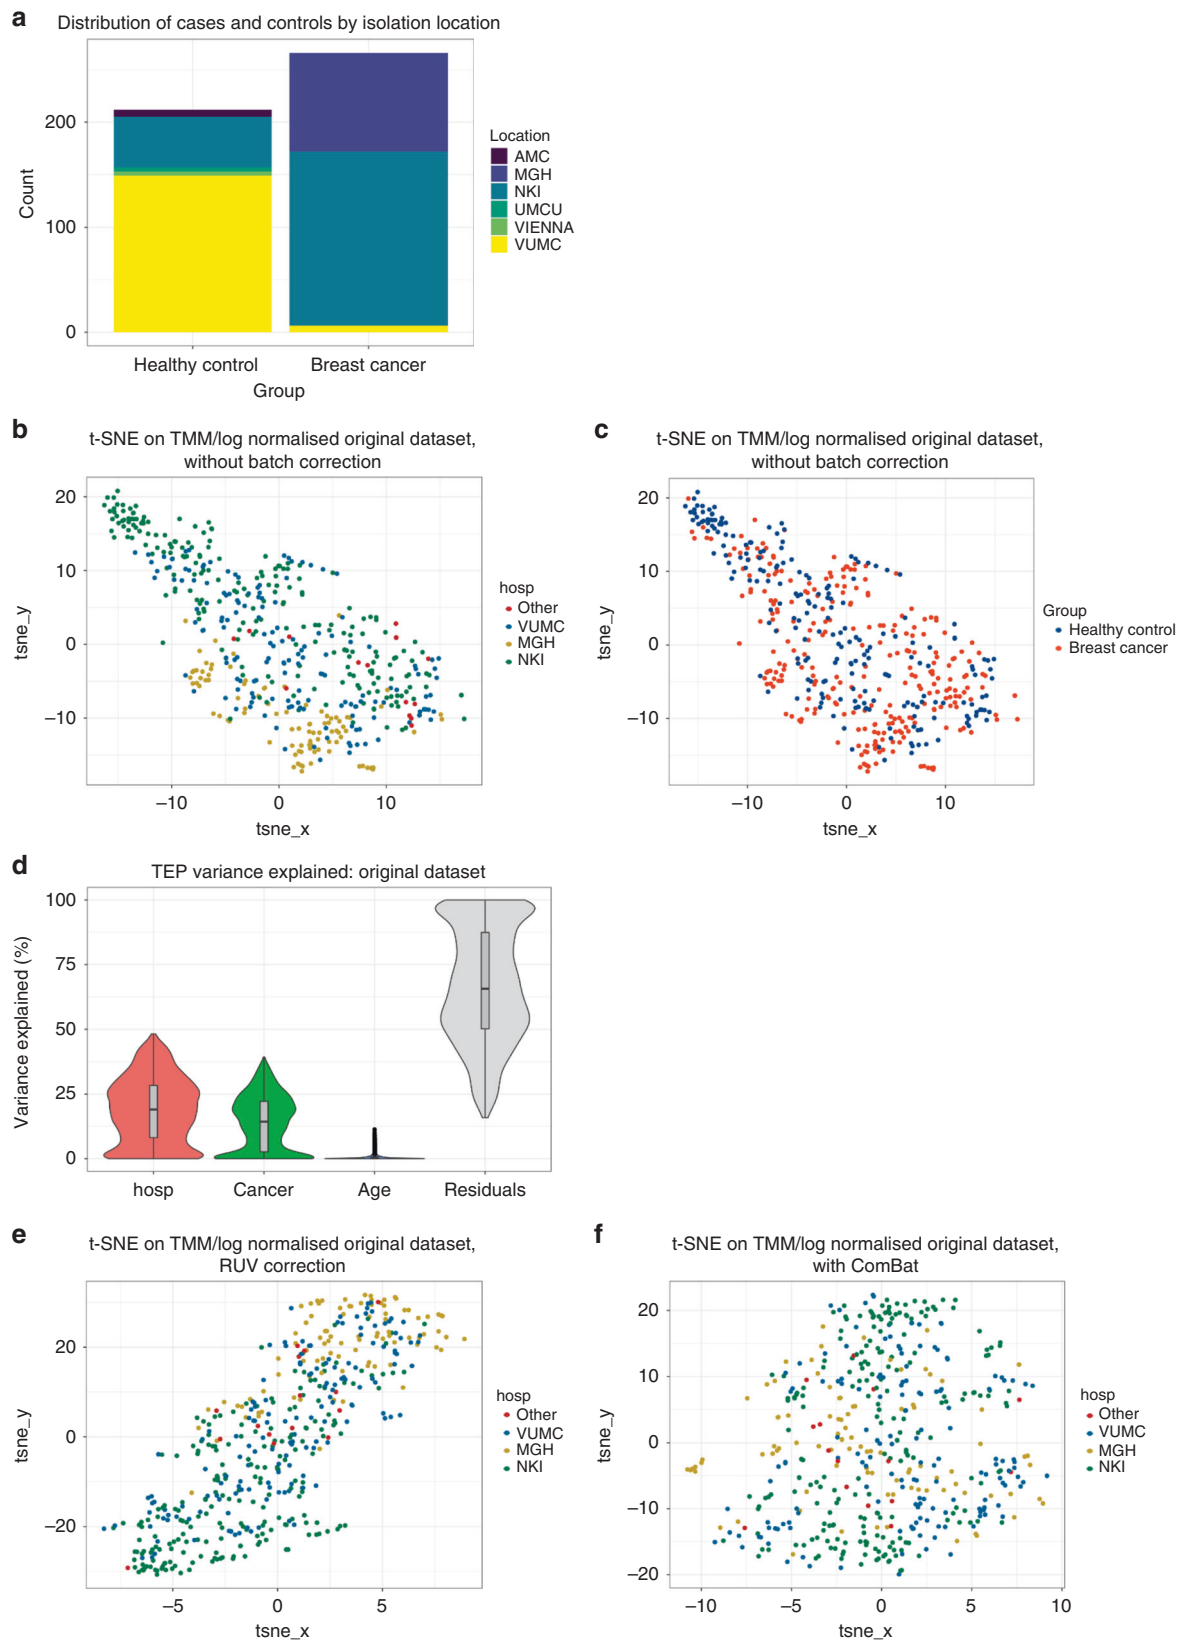 a
Distribution of cases and controls by isolation location
Count
200
100
0
Healthy control
Breast cancer
Group
Location
AMC
MGH
NKI
UMCU
VIENNA
VUMC
b
t-SNE on TMM/log normalised original dataset,
without batch correction
tsne_y
20
10
0
−10
−10
0
10
tsne_x
hosp
Other
VUMC
MGH
NKI
c
t-SNE on TMM/log normalised original dataset,
without batch correction
tsne_y
20
10
0
−10
−10
0
10
tsne_x
Group
Healthy control
Breast cancer
d
TEP variance explained: original dataset
Variance explained (%)
100
75
50
25
0
hosp
Cancer
Age
Residuals
e
t-SNE on TMM/log normalised original dataset,
RUV correction
tsne_y
20
0
−20
−5
0
5
tsne_x
hosp
Other
VUMC
MGH
NKI
f
t-SNE on TMM/log normalised original dataset,
with ComBat
tsne_y
20
10
0
−10
−20
−10
−5
0
5
10
tsne_x
hosp
Other
VUMC
MGH
NKI